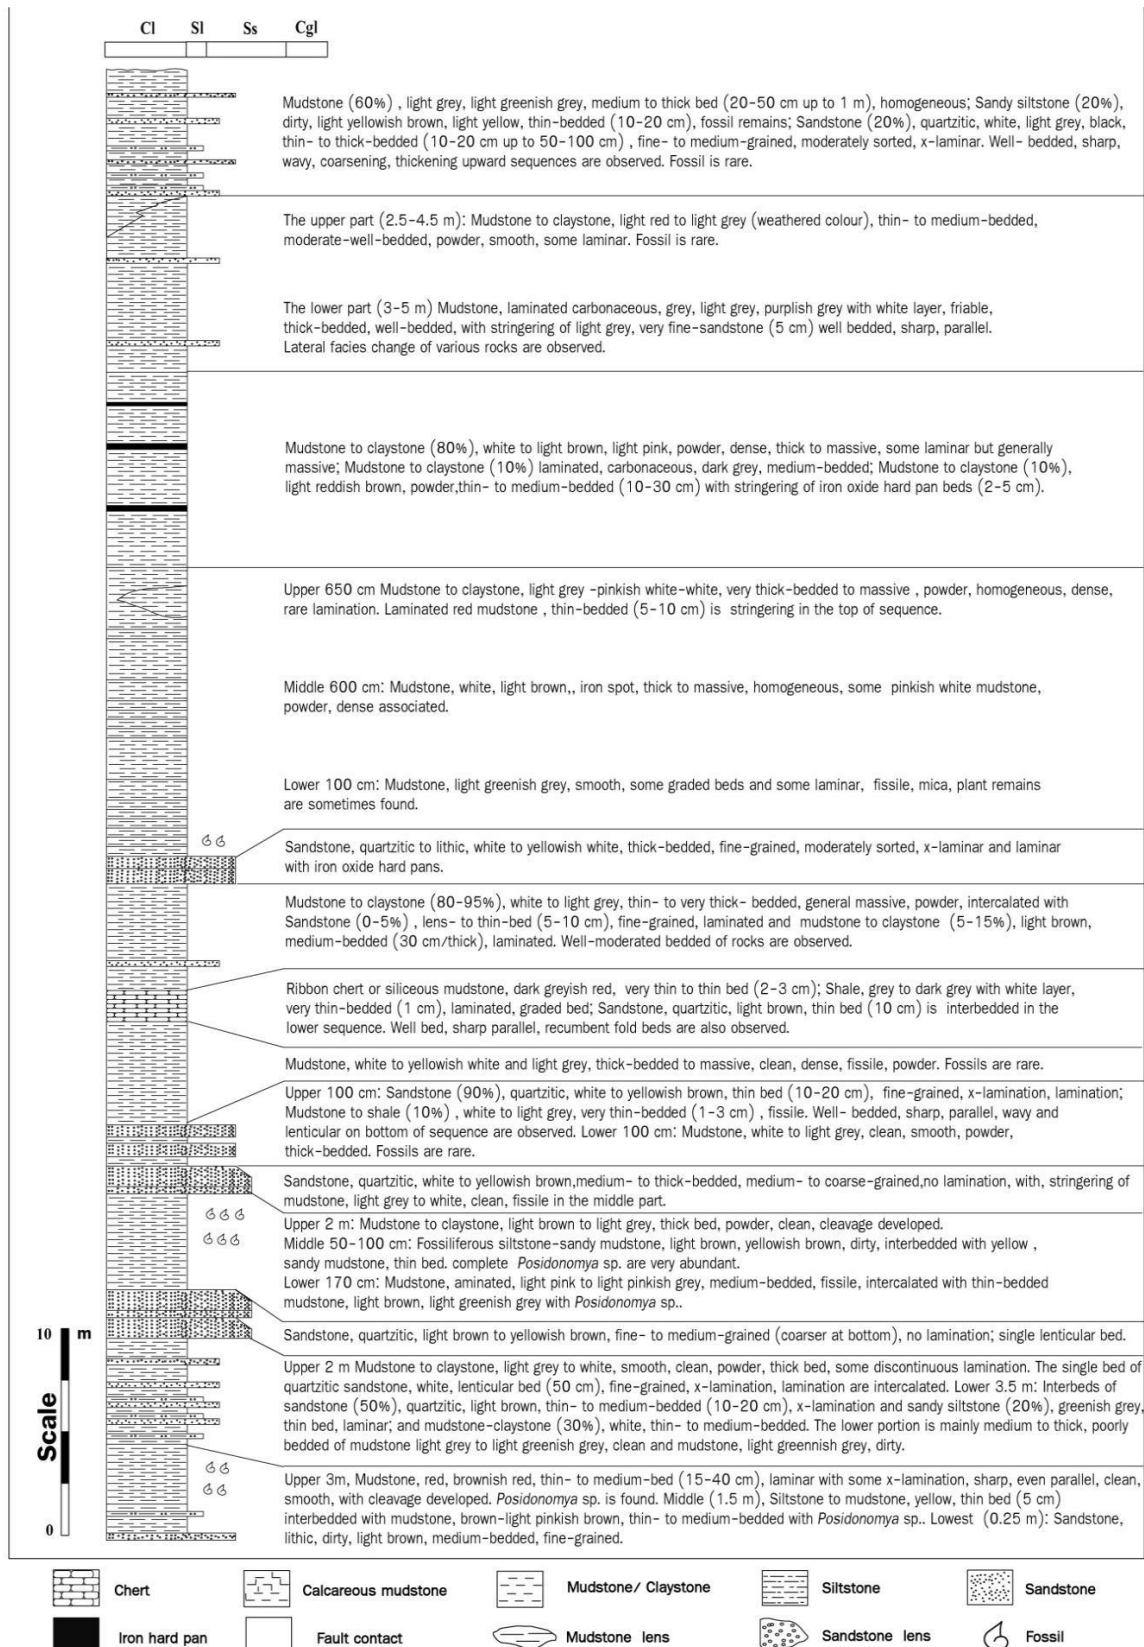 Cl Sl Ss Cgl
Mudstone (60%) , light grey, light greenish grey, medium to thick bed (20-50 cm up to 1 m), homogeneous; Sandy siltstone (20%),
dirty, light yellowish brown, light yellow, thin-bedded (10-20 cm), fossil remains; Sandstone (20%), quartzitic, white, light grey, black,
thin- to thick-bedded (10-20 cm up to 50-100 cm) , fine- to medium-grained, moderately sorted, x-laminar. Well- bedded, sharp,
wavy, coarsening, thickening upward sequences are observed. Fossil is rare.
The upper part (2.5-4.5 m): Mudstone to claystone, light red to light grey (weathered colour), thin- to medium-bedded,
moderate-well-bedded, powder, smooth, some laminar. Fossil is rare.
The lower part (3-5 m) Mudstone, laminated carbonaceous, grey, light grey, purplish grey with white layer, friable,
thick-bedded, well-bedded, with stringering of light grey, very fine-sandstone (5 cm) well bedded, sharp, parallel.
Lateral facies change of various rocks are observed.
Mudstone to claystone (80%), white to light brown, light pink, powder, dense, thick to massive, some laminar but generally
massive; Mudstone to claystone (10%) laminated, carbonaceous, dark grey, medium-bedded; Mudstone to claystone (10%),
light reddish brown, powder,thin- to medium-bedded (10-30 cm) with stringering of iron oxide hard pan beds (2-5 cm).
Upper 650 cm Mudstone to claystone, light grey -pinkish white-white, very thick-bedded to massive , powder, homogeneous, dense,
rare lamination. Laminated red mudstone , thin-bedded (5-10 cm) is stringering in the top of sequence.
Middle 600 cm: Mudstone, white, light brown,, iron spot, thick to massive, homogeneous, some pinkish white mudstone,
powder, dense associated.
Lower 100 cm: Mudstone, light greenish grey, smooth, some graded beds and some laminar, fissile, mica, plant remains
are sometimes found.
Sandstone, quartzitic to lithic, white to yellowish white, thick-bedded, fine-grained, moderately sorted, x-laminar and laminar
with iron oxide hard pans.
Mudstone to claystone (80-95%), white to light grey, thin- to very thick- bedded, general massive, powder, intercalated with
Sandstone (0-5%) , lens- to thin-bed (5-10 cm), fine-grained, laminated and mudstone to claystone (5-15%), light brown,
medium-bedded (30 cm/thick), laminated. Well-moderated bedded of rocks are observed.
Ribbon chert or siliceous mudstone, dark greyish red, very thin to thin bed (2-3 cm); Shale, grey to dark grey with white layer,
very thin-bedded (1 cm), laminated, graded bed; Sandstone, quartzitic, light brown, thin bed (10 cm) is interbedded in the
lower sequence. Well bed, sharp parallel, recumbent fold beds are also observed.
Mudstone, white to yellowish white and light grey, thick-bedded to massive, clean, dense, fissile, powder. Fossils are rare.
Upper 100 cm: Sandstone (90%), quartzitic, white to yellowish brown, thin bed (10-20 cm), fine-grained, x-lamination, lamination;
Mudstone to shale (10%) , white to light grey, very thin-bedded (1-3 cm) , fissile. Well- bedded, sharp, parallel, wavy and
lenticular on bottom of sequence are observed. Lower 100 cm: Mudstone, white to light grey, clean, smooth, powder,
thick-bedded. Fossils are rare.
Sandstone, quartzitic, white to yellowish brown,medium- to thick-bedded, medium- to coarse-grained,no lamination, with, stringering of
mudstone, light grey to white, clean, fissile in the middle part.
Upper 2 m: Mudstone to claystone, light brown to light grey, thick bed, powder, clean, cleavage developed.
Middle 50-100 cm: Fossiliferous siltstone-sandy mudstone, light brown, yellowish brown, dirty, interbedded with yellow ,
sandy mudstone, thin bed. complete Posidonomya sp. are very abundant.
Lower 170 cm: Mudstone, aminated, light pink to light pinkish grey, medium-bedded, fissile, intercalated with thin-bedded
mudstone, light brown, light greenish grey with Posidonomya sp..
Sandstone, quartzitic, light brown to yellowish brown, fine- to medium-grained (coarser at bottom), no lamination; single lenticular bed.
Upper 2 m Mudstone to claystone, light grey to white, smooth, clean, powder, thick bed, some discontinuous lamination. The single bed of
quartzitic sandstone, white, lenticular bed (50 cm), fine-grained, x-lamination, lamination are intercalated. Lower 3.5 m: Interbeds of
sandstone (50%), quartzitic, light brown, thin- to medium-bedded (10-20 cm), x-lamination and sandy siltstone (20%), greenish grey,
thin bed, laminar; and mudstone-claystone (30%), white, thin- to medium-bedded. The lower portion is mainly medium to thick, poorly
bedded of mudstone light grey to light greenish grey, clean and mudstone, light greennish grey, dirty.
Upper 3m, Mudstone, red, brownish red, thin- to medium-bed (15-40 cm), laminar with some x-lamination, sharp, even parallel, clean,
smooth, with cleavage developed. Posidonomya sp. is found. Middle (1.5 m), Siltstone to mudstone, yellow, thin bed (5 cm)
interbedded with mudstone, brown-light pinkish brown, thin- to medium-bedded with Posidonomya sp.. Lowest (0.25 m): Sandstone,
lithic, dirty, light brown, medium-bedded, fine-grained.
10 m
Scale
0
Chert Calcareous mudstone Mudstone/ Claystone Siltstone Sandstone
Iron hard pan Fault contact Mudstone lens Sandstone lens Fossil